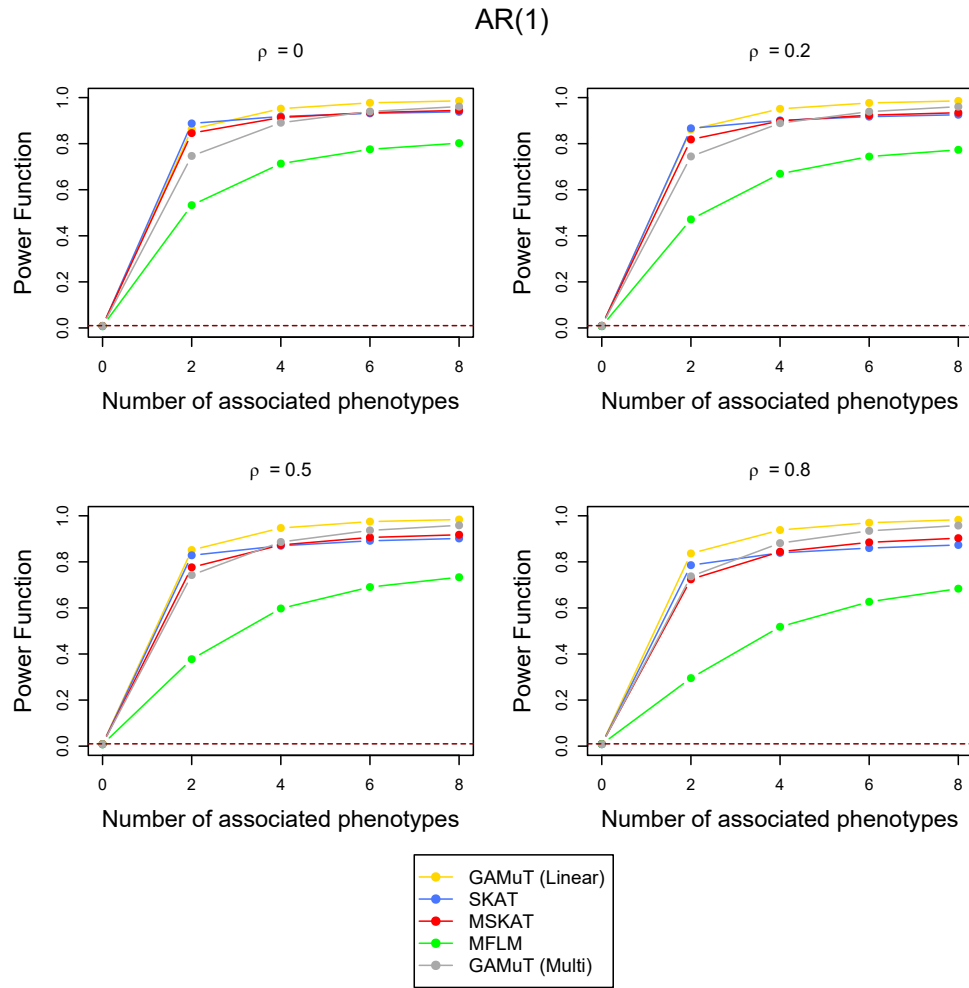 AR(1)
ρ = 0
ρ = 0.2
Power Function
0.0 0.2 0.4 0.6 0.8 1.0
0 2 4 6 8
Number of associated phenotypes
Power Function
0.0 0.2 0.4 0.6 0.8 1.0
0 2 4 6 8
Number of associated phenotypes
ρ = 0.5
ρ = 0.8
Power Function
0.0 0.2 0.4 0.6 0.8 1.0
0 2 4 6 8
Number of associated phenotypes
Power Function
0.0 0.2 0.4 0.6 0.8 1.0
0 2 4 6 8
Number of associated phenotypes
GAMuT (Linear)
SKAT
MSKAT
MFLM
GAMuT (Multi)